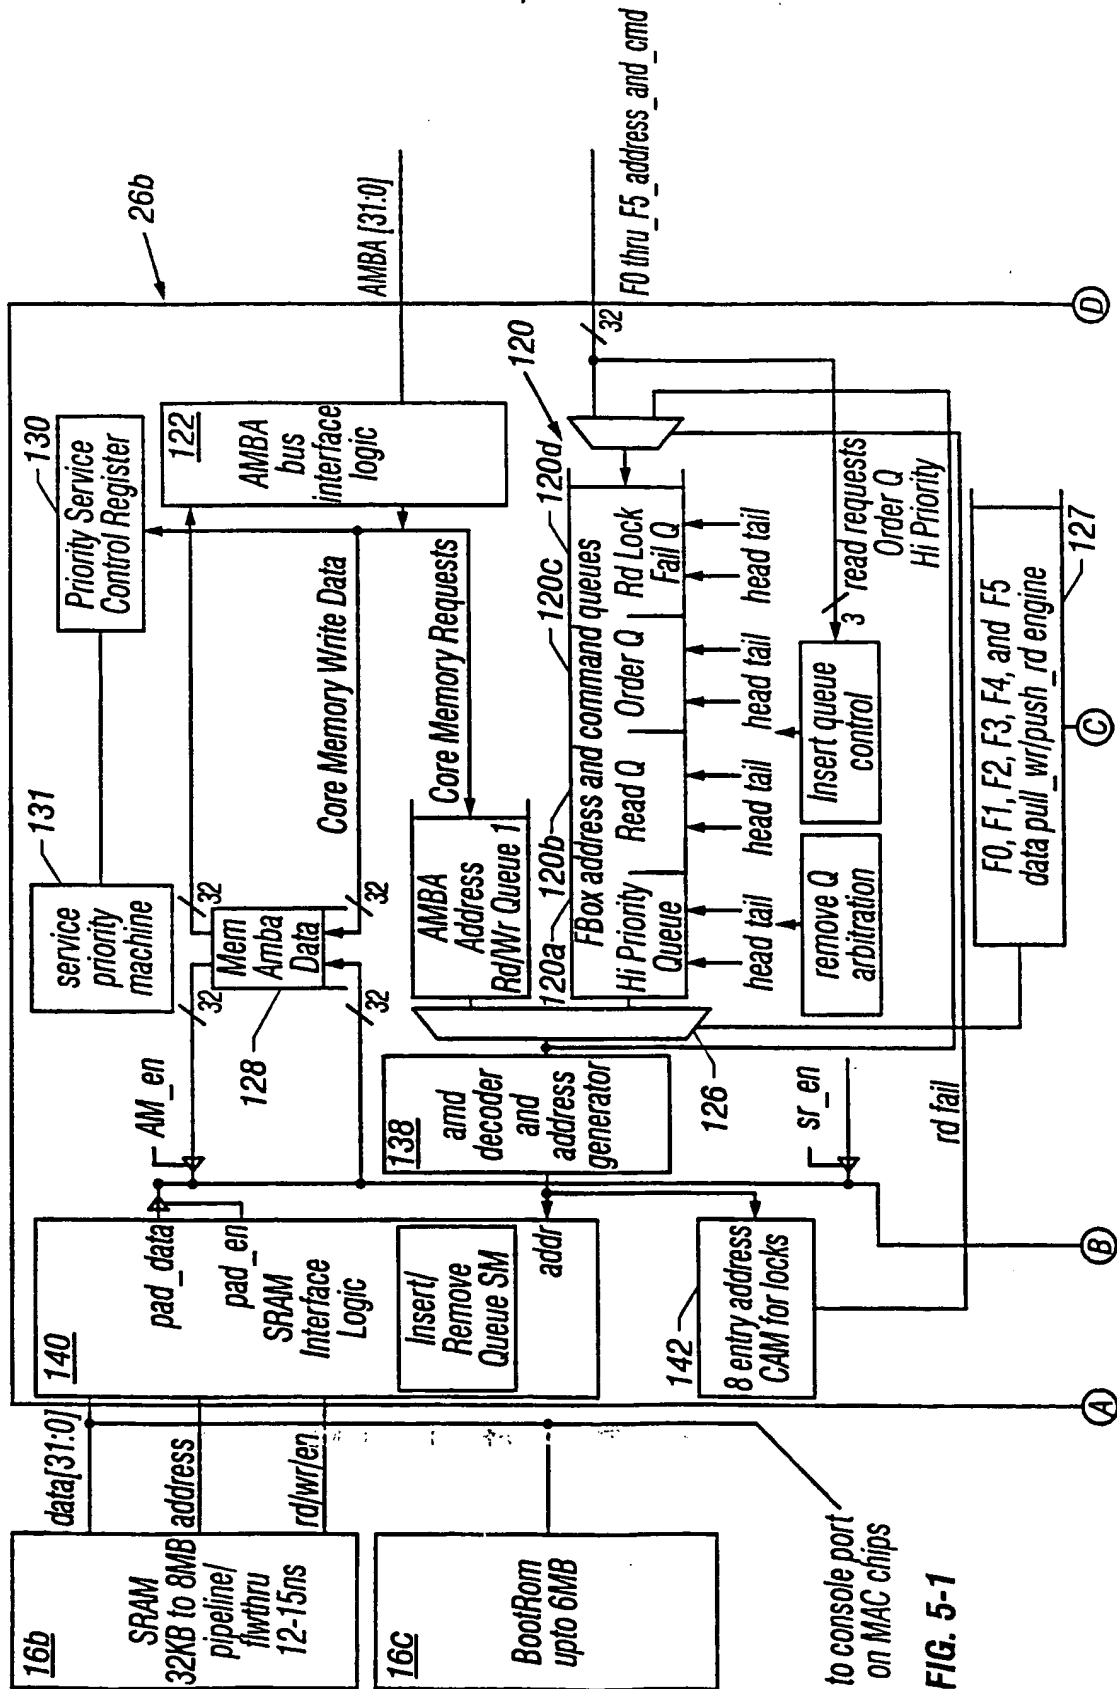 26b
AMBA [31:0]
F0 thru_F5_address_and_cmd
130
Priority Service
Control Register
122
AMBA
bus
interface
logic
131
service
priority
machine
Core Memory Write Data
Core Memory Requests
32
32
32
32
32
Mem
Amba
Data
128
AM_en
AMBA
Address
Rd/Wr Queue 1
120
120a
120b
120c
120d
FBox address and command queues
Hi Priority
Queue
Read Q
Order Q
Rd Lock
Fail Q
head tail
head tail
head tail
head tail
remove Q
arbitration
Insert queue
control
3
read requests
Order Q
Hi Priority
127
F0, F1, F2, F3, F4, and F5
data pull_wr/push_rd engine
126
138
amd
decoder
and
address
generator
sr_en
rd fail
140
pad_data
pad_en
SRAM
Interface
Logic
Insert/
Remove
Queue SM
addr
142
8 entry address
CAM for locks
data[31:0]
address
rd/wr/en
16b
SRAM
32KB to 8MB
pipeline/
flwthru
12-15ns
16c
BootRom
upto 6MB
to console port
on MAC chips
A
B
C
D
FIG. 5-1